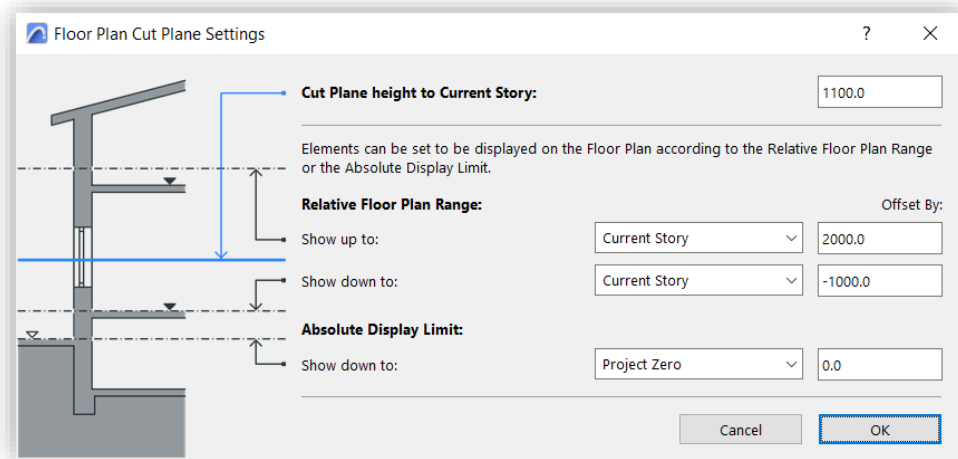 Floor Plan Cut Plane Settings
?
Cut Plane height to Current Story: 1100.0
Elements can be set to be displayed on the Floor Plan according to the Relative Floor Plan Range
or the Absolute Display Limit.
Relative Floor Plan Range: Offset By:
Show up to: Current Story 2000.0
Show down to: Current Story -1000.0
Absolute Display Limit:
Show down to: Project Zero 0.0
Cancel OK